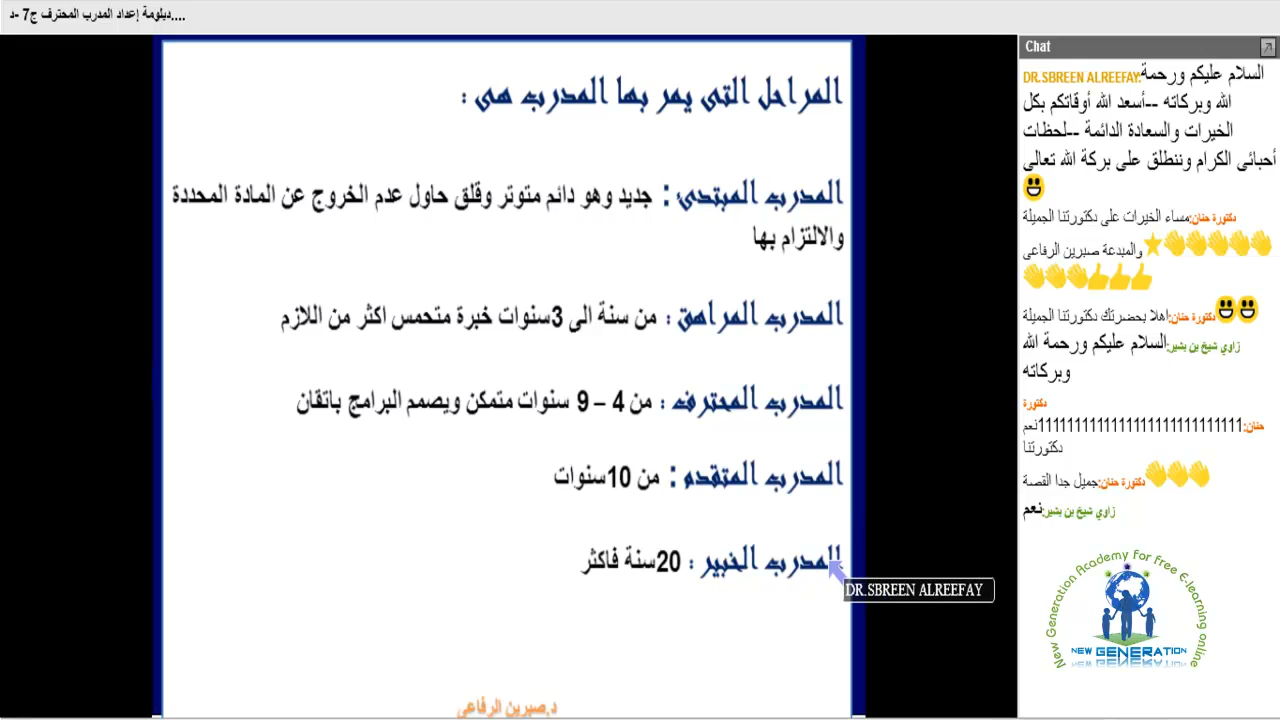 دبلومة إعداد المدرب المحترف ج7 -د....
المراحل التى يمر بها المدرب هى :
المدرب المبتدى : جديد وهو دائم متوتر وقلق حاول عدم الخروج عن المادة المحددة
والالتزام بها
المدرب المراهق : من سنة الى 3سنوات خبرة متحمس اكثر من اللازم
المدرب المحترف : من 4 – 9 سنوات متمكن ويصمم البرامج باتقان
المدرب المتقدم : من 10سنوات
المدرب الخبير : 20سنة فاكثر
DR.SBREEN ALREEFAY
د.صبرين الرفاعى
Chat
DR.SBREEN ALREEFAY:السلام عليكم ورحمة
الله وبركاته --أسعد الله أوقاتكم بكل
الخيرات والسعادة الدائمة --لحظات
أحبائى الكرام وننطلق على بركة الله تعالى
دكتورة حنان:مساء الخيرات على دكتورتنا الجميلة
والمبدعة صبرين الرفاعى
دكتورة حنان:اهلا بحضرتك دكتورتنا الجميلة
زاوي شيخ بن بشير:السلام عليكم ورحمة الله
وبركاته
دكتورة
حنان:11111111111111111111111111111نعم
دكتورتنا
دكتورة حنان:جميل جدا القصة
زاوي شيخ بن بشير:نعم
New Generation Academy For Free E-learning online
NEW GENERATION